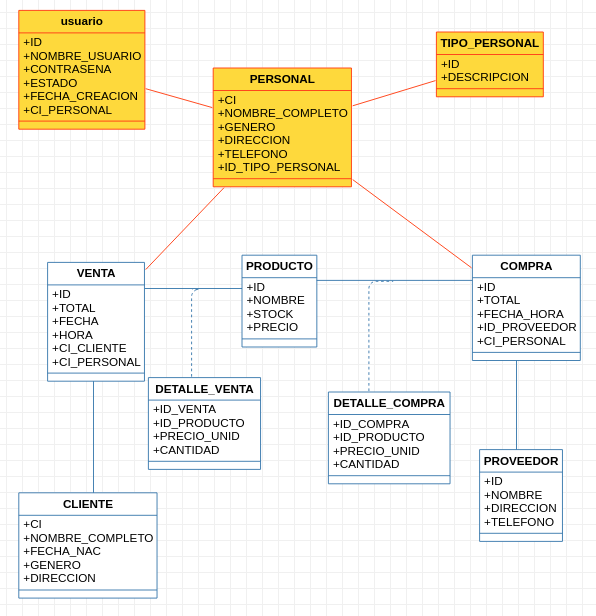 usuario
+ID
+NOMBRE_USUARIO
+CONTRASENA
+ESTADO
+FECHA_CREACION
+CI_PERSONAL
PERSONAL
+CI
+NOMBRE_COMPLETO
+GENERO
+DIRECCION
+TELEFONO
+ID_TIPO_PERSONAL
TIPO_PERSONAL
+ID
+DESCRIPCION
VENTA
+ID
+TOTAL
+FECHA
+HORA
+CI_CLIENTE
+CI_PERSONAL
PRODUCTO
+ID
+NOMBRE
+STOCK
+PRECIO
COMPRA
+ID
+TOTAL
+FECHA_HORA
+ID_PROVEEDOR
+CI_PERSONAL
DETALLE_VENTA
+ID_VENTA
+ID_PRODUCTO
+PRECIO_UNID
+CANTIDAD
DETALLE_COMPRA
+ID_COMPRA
+ID_PRODUCTO
+PRECIO_UNID
+CANTIDAD
PROVEEDOR
+ID
+NOMBRE
+DIRECCION
+TELEFONO
CLIENTE
+CI
+NOMBRE_COMPLETO
+FECHA_NAC
+GENERO
+DIRECCION